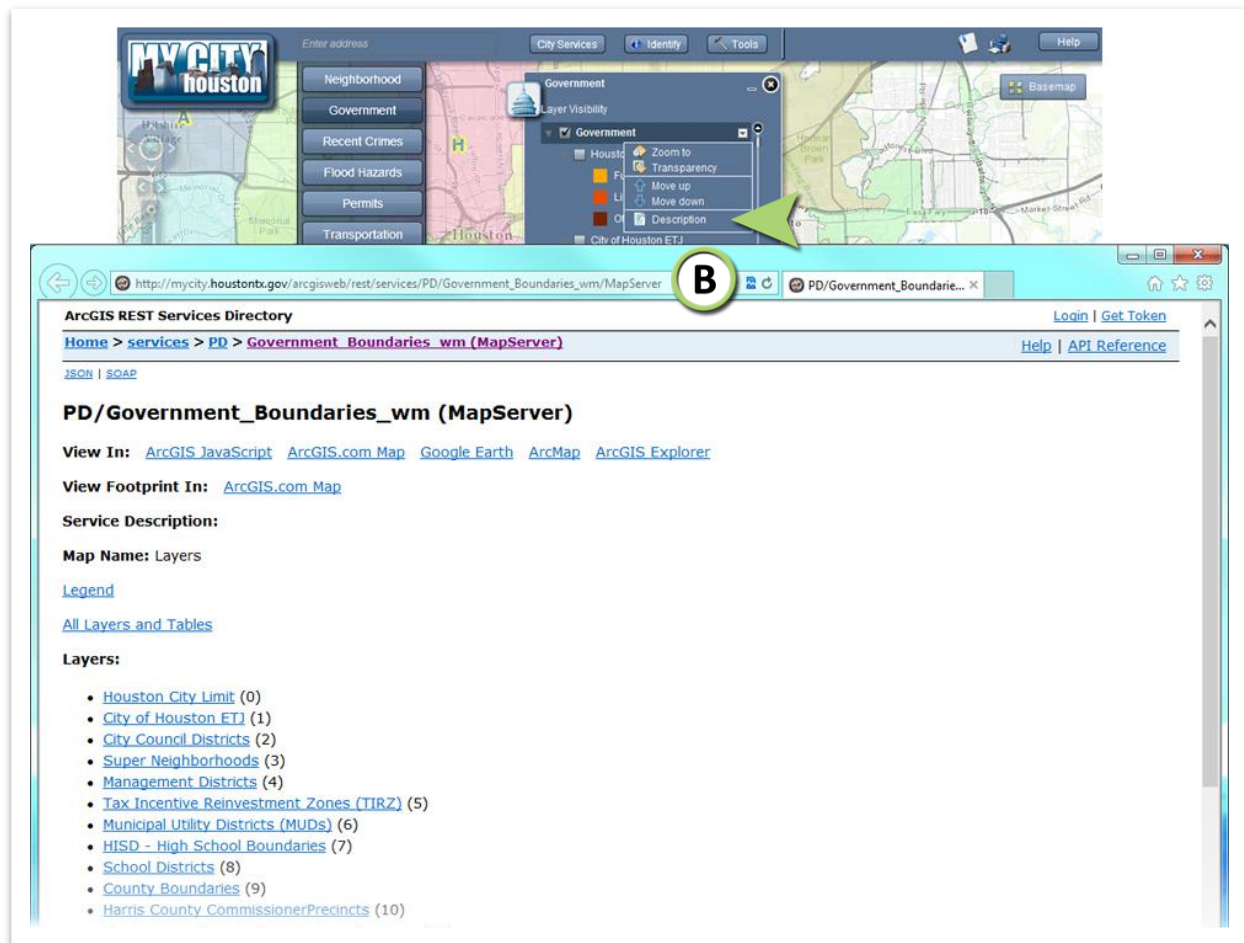 MY CITY
houston
Enter address
City Services
Identify
Tools
Help
Neighborhood
Government
Recent Crimes
Flood Hazards
Permits
Transportation
Government
Layer Visibility
Government
Zoom to
Transparency
Move up
Move down
Description
City of Houston ETJ
Basemap
A
H
Houston
Market Street Rd
B
http://mycity.houstontx.gov/arcgisweb/rest/services/PD/Government_Boundaries_wm/MapServer
PD/Government_Boundarie...
ArcGIS REST Services Directory
Login | Get Token
Home > services > PD > Government_Boundaries_wm (MapServer)
Help | API Reference
JSON | SOAP
PD/Government_Boundaries_wm (MapServer)
View In: ArcGIS JavaScript ArcGIS.com Map Google Earth ArcMap ArcGIS Explorer
View Footprint In: ArcGIS.com Map
Service Description:
Map Name: Layers
Legend
All Layers and Tables
Layers:
• Houston City Limit (0)
• City of Houston ETJ (1)
• City Council Districts (2)
• Super Neighborhoods (3)
• Management Districts (4)
• Tax Incentive Reinvestment Zones (TIRZ) (5)
• Municipal Utility Districts (MUDs) (6)
• HISD - High School Boundaries (7)
• School Districts (8)
• County Boundaries (9)
• Harris County CommissionerPrecincts (10)